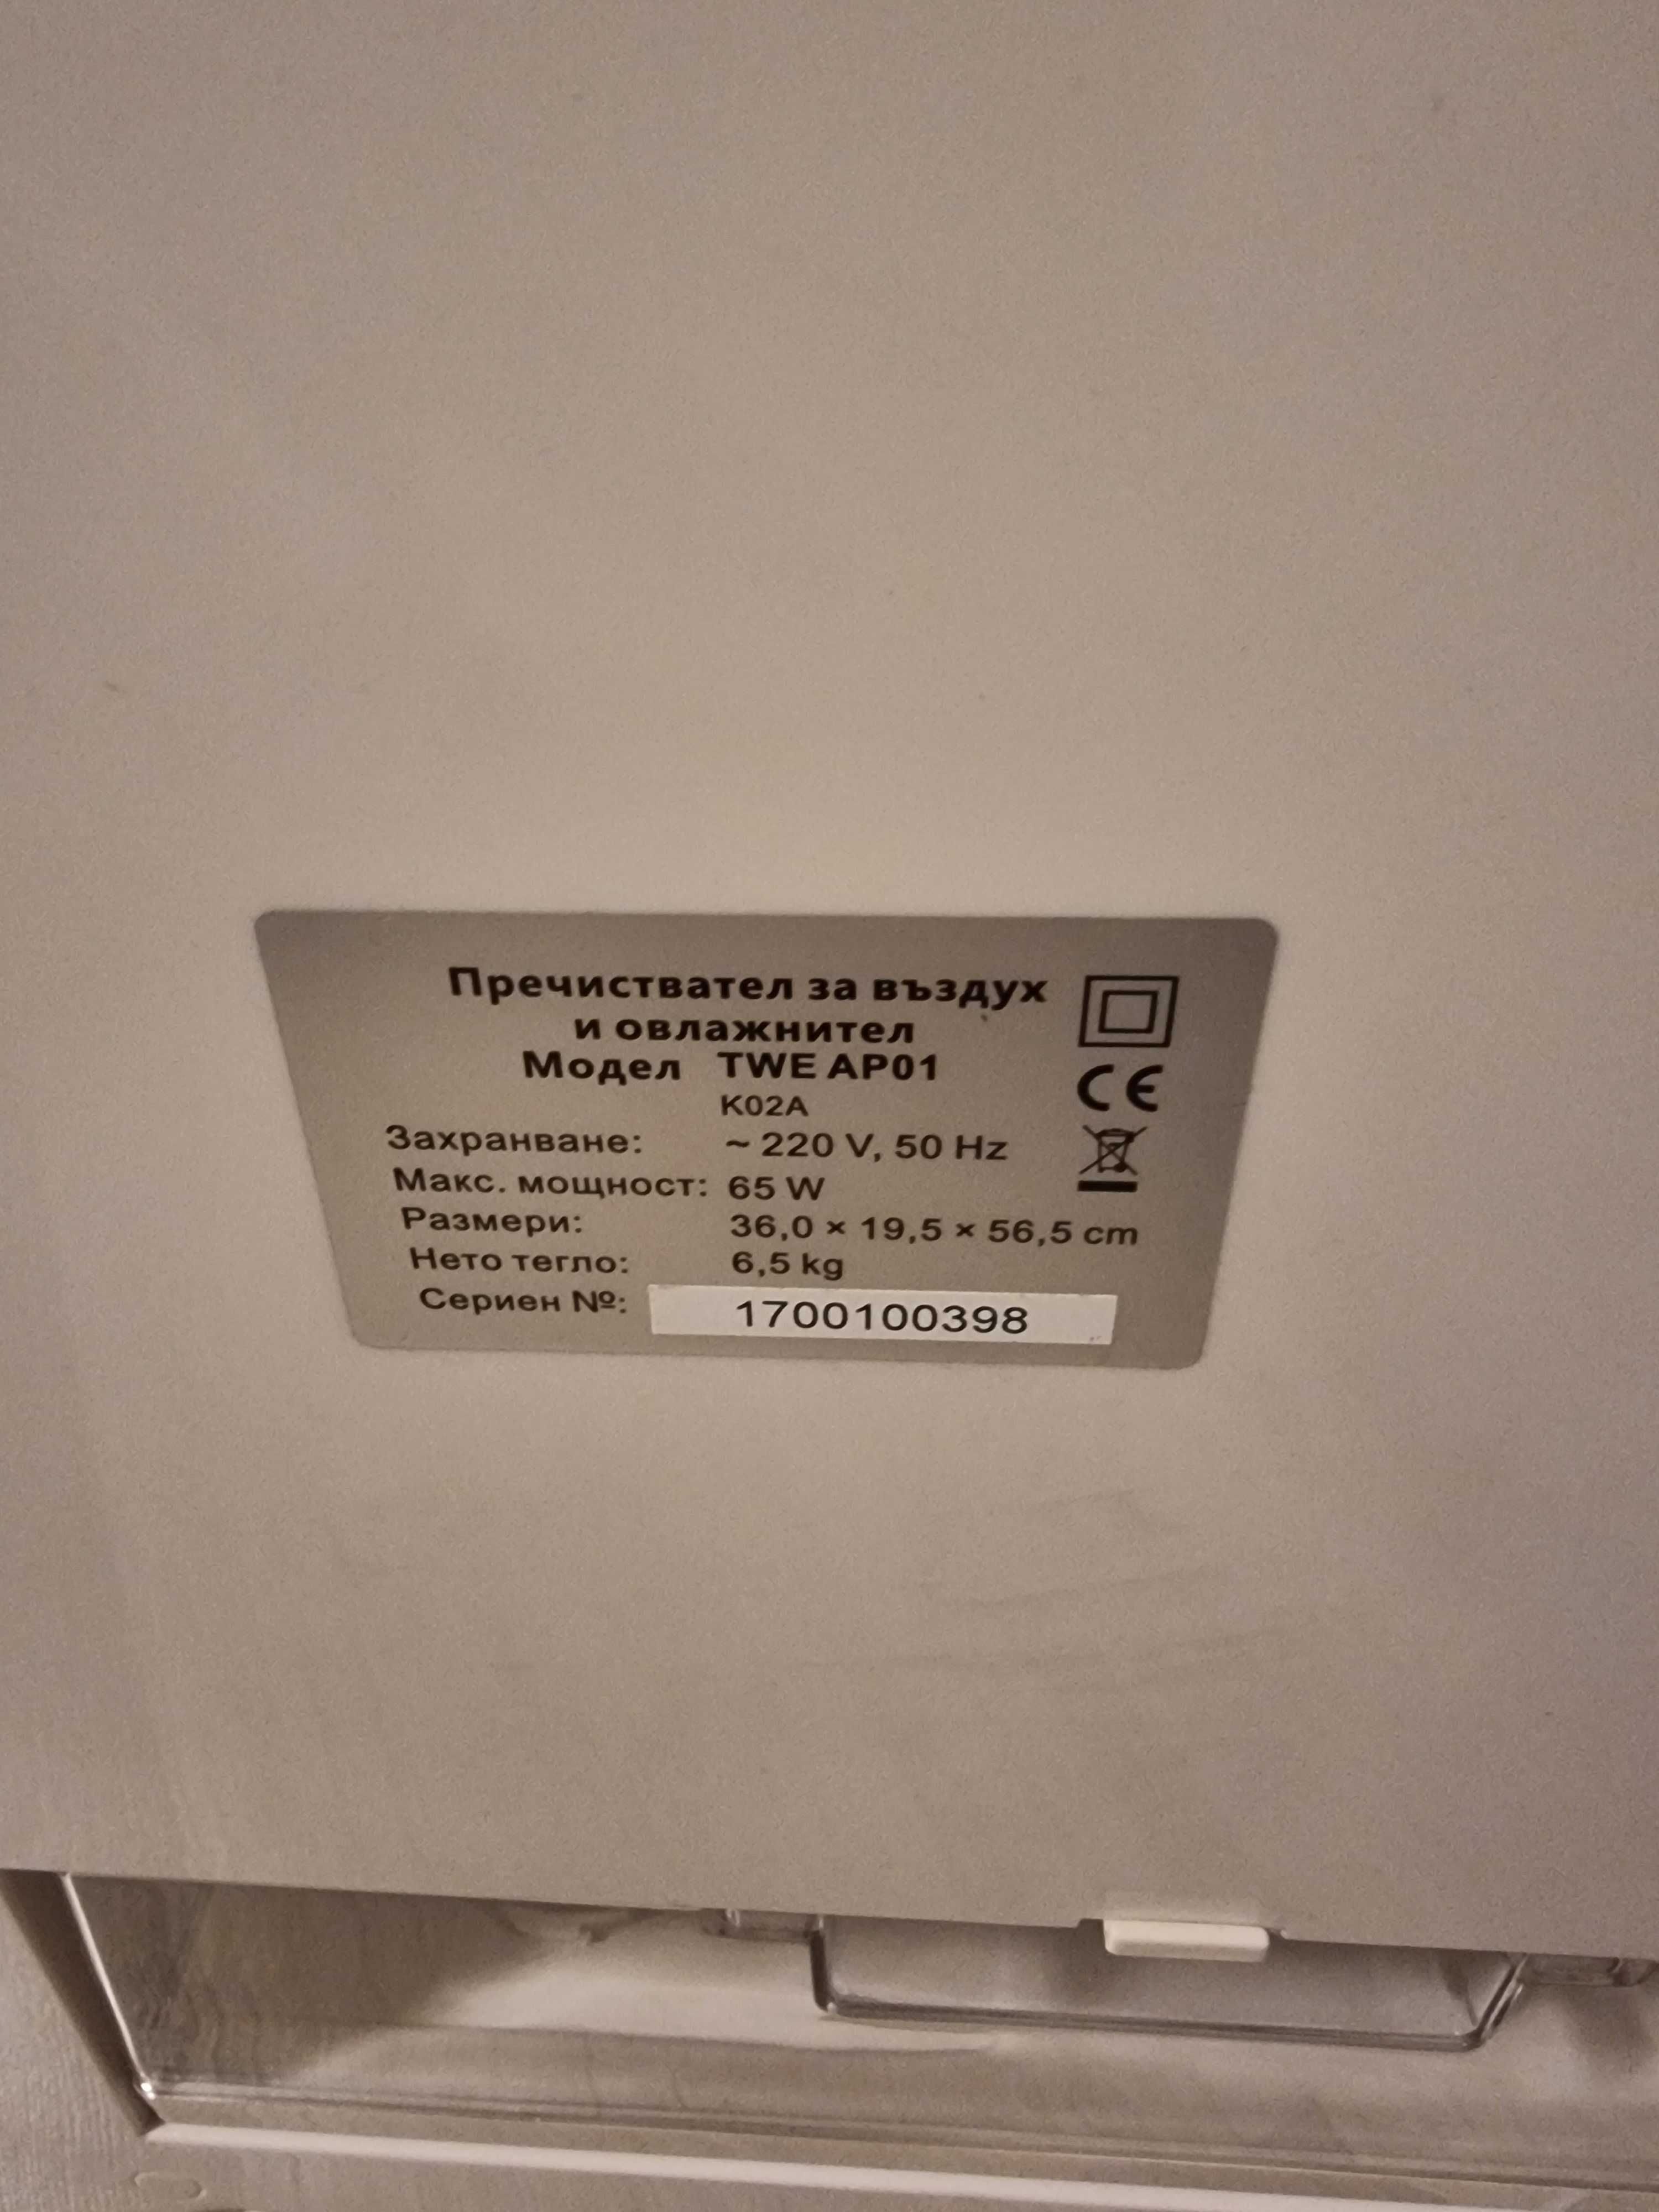 Пречиствател за въздух
и овлажнител
Модел TWE AP01
K02A
Захранване: ~ 220 V, 50 Hz
Макс. мощност: 65 W
Размери: 36,0 × 19,5 × 56,5 cm
Нето тегло: 6,5 kg
Сериен №: 1700100398
CE